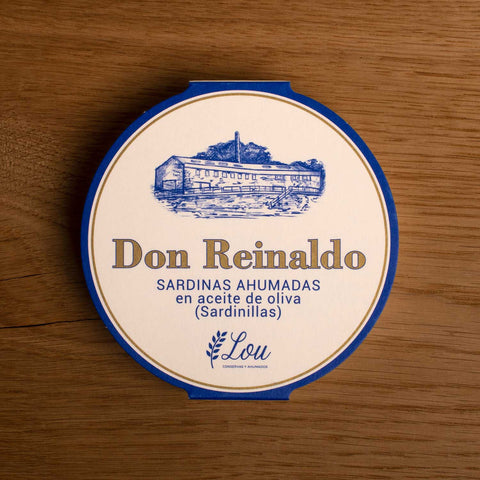 Don Reinaldo
SARDINAS AHUMADAS
en aceite de oliva
(Sardinillas)
Lou
CONSERVAS Y AHUMADOS